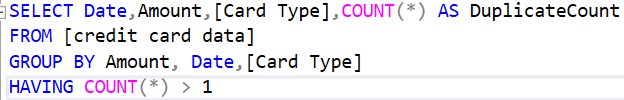 SELECT Date,Amount,[Card Type],COUNT(*) AS DuplicateCount
FROM [credit card data]
GROUP BY Amount, Date,[Card Type]
HAVING COUNT(*) > 1